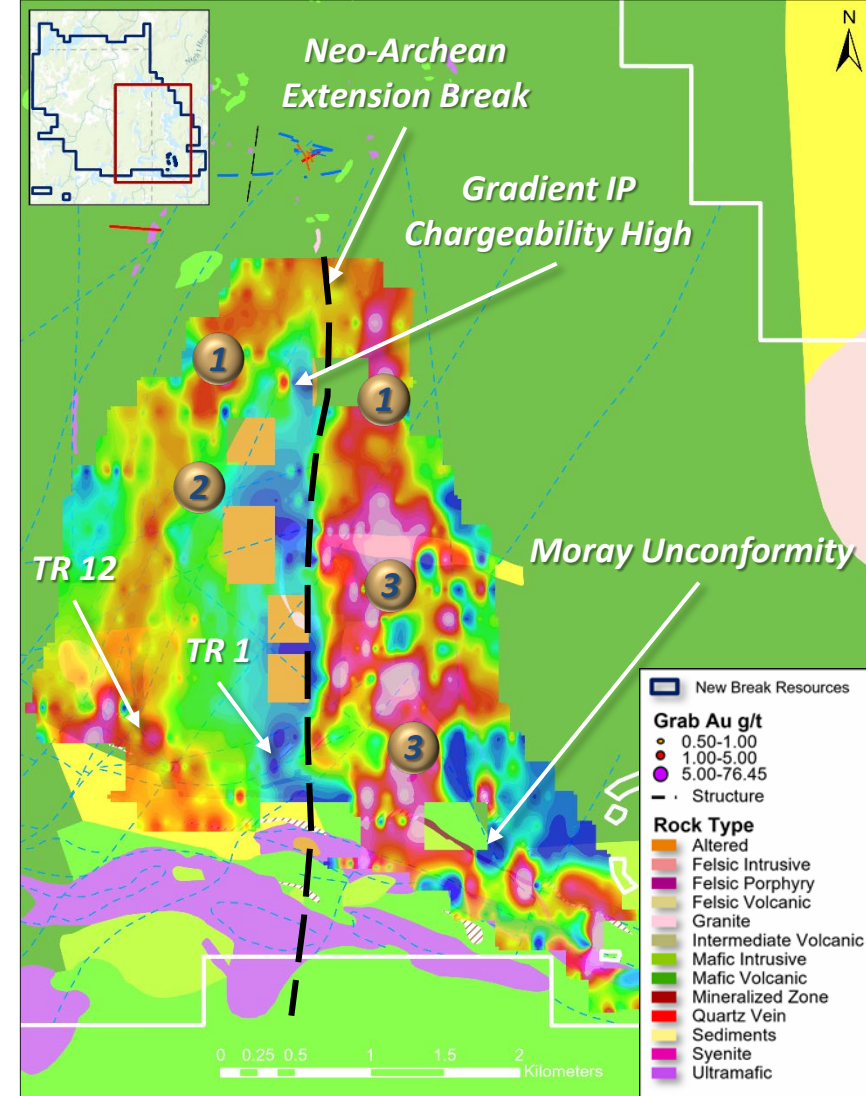 N
Neo-Archean
Extension Break
Gradient IP
Chargeability High
1
1
2
Moray Unconformity
TR 12
3
TR 1
3
New Break Resources
Grab Au g/t
0.50-1.00
1.00-5.00
5.00-76.45
Structure
Rock Type
Altered
Felsic Intrusive
Felsic Porphyry
Felsic Volcanic
Granite
Intermediate Volcanic
Mafic Intrusive
Mafic Volcanic
Mineralized Zone
Quartz Vein
Sediments
Syenite
Ultramafic
0 0.25 0.5 1 1.5 2
Kilometers